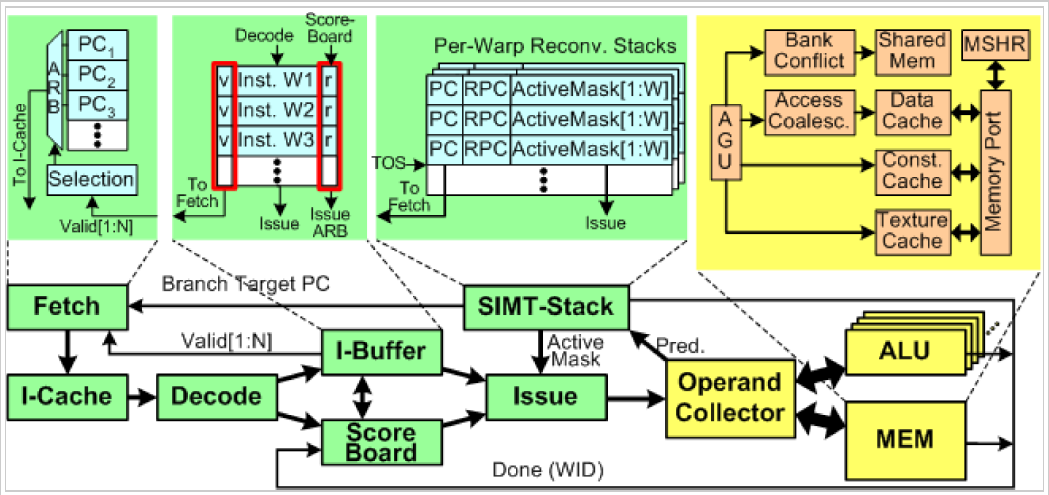 PC1
PC2
PC3
ARB
To I-Cache
Selection
Valid[1:N]
Decode
Score-
Board
v Inst. W1 r
v Inst. W2 r
v Inst. W3 r
To
Fetch
Issue
Issue
ARB
Per-Warp Reconv. Stacks
PC RPC ActiveMask[1:W]
PC RPC ActiveMask[1:W]
PC RPC ActiveMask[1:W]
TOS
To
Fetch
Issue
AGU
Bank
Conflict
Shared
Mem
MSHR
Access
Coalesc.
Data
Cache
Const.
Cache
Texture
Cache
Memory Port
Fetch
Branch Target PC
SIMT-Stack
Valid[1:N]
I-Buffer
Active
Mask
Pred.
ALU
I-Cache
Decode
Issue
Operand
Collector
Score
Board
MEM
Done (WID)